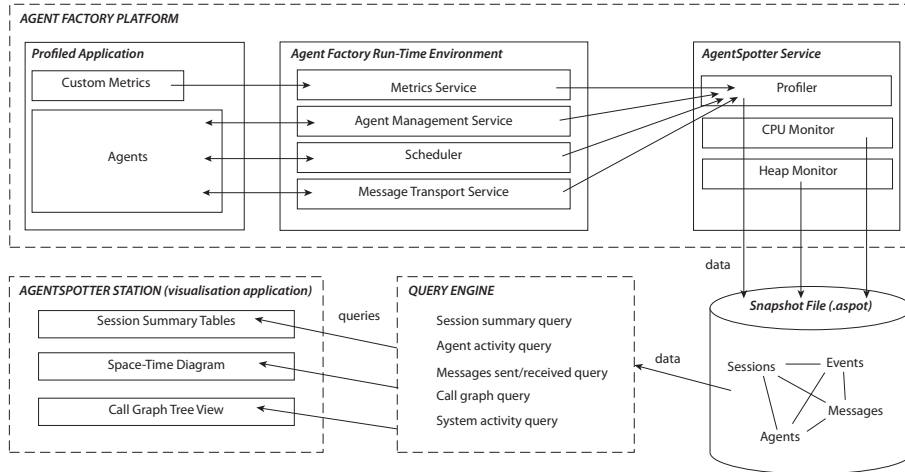 AGENT FACTORY PLATFORM
Profiled Application
Custom Metrics
Agents
Agent Factory Run-Time Environment
Metrics Service
Agent Management Service
Scheduler
Message Transport Service
AgentSpotter Service
Profiler
CPU Monitor
Heap Monitor
data
AGENTSPOTTER STATION (visualisation application)
Session Summary Tables
Space-Time Diagram
Call Graph Tree View
queries
QUERY ENGINE
Session summary query
Agent activity query
Messages sent/received query
Call graph query
System activity query
data
Snapshot File (.aspot)
Sessions
Events
Messages
Agents